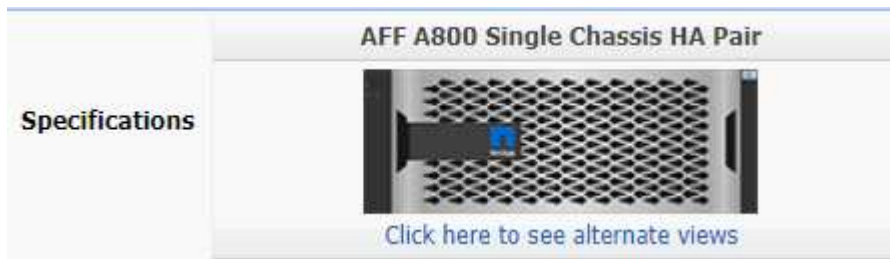 AFF A800 Single Chassis HA Pair
Specifications
Click here to see alternate views